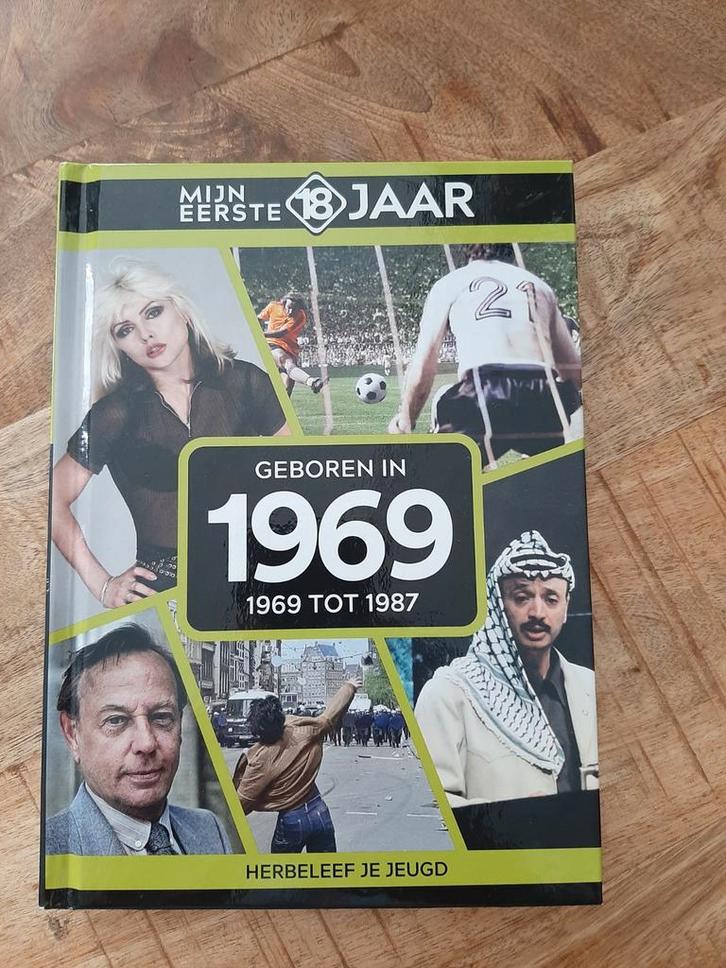 MIJN
EERSTE 18 JAAR
21
GEBOREN IN
1969
1969 TOT 1987
HERBELEEF JE JEUGD